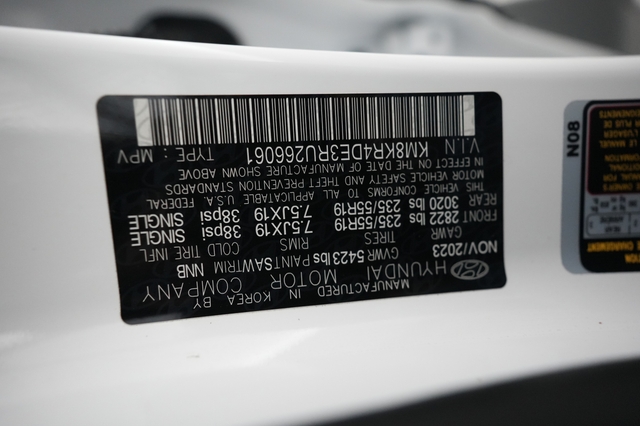 MANUFACTURED IN KOREA BY
HYUNDAI MOTOR COMPANY
NOV/2023 GVWR 5423 lbs PAINT SAW TRIM NNB
GAWR TIRES RIMS COLD TIRE INFL
FRONT 2822 lbs 235/55R19 7.5JX19 38psi SINGLE
REAR 3020 lbs 235/55R19 7.5JX19 38psi SINGLE
THIS VEHICLE CONFORMS TO ALL APPLICABLE U.S.A. FEDERAL
MOTOR VEHICLE SAFETY AND THEFT PREVENTION STANDARDS
IN EFFECT ON THE DATE OF MANUFACTURE SHOWN ABOVE
V.I.N KM8KR4DE3RU266061 TYPE : MPV
CHARGEMENT
NO8